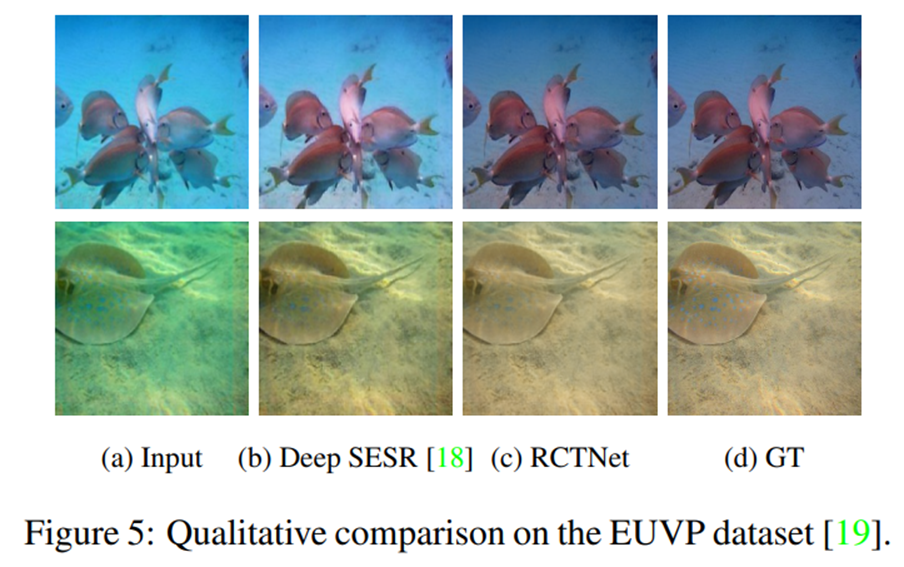 (a) Input (b) Deep SESR [18] (c) RCTNet (d) GT
Figure 5: Qualitative comparison on the EUVP dataset [19].